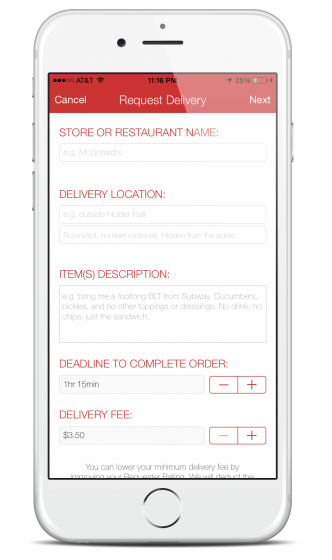 AT&T 11:16 PM 25%
Cancel Request Delivery Next
STORE OR RESTAURANT NAME:
e.g. McDonald's
DELIVERY LOCATION:
e.g. outside Holder Hall
Room/Apt. number (optional). Hidden from the public.
ITEM(S) DESCRIPTION:
e.g. bring me a footlong BLT from Subway. Cucumbers,
pickles, and no other toppings or dressings. No drink, no
chips, just the sandwich.
DEADLINE TO COMPLETE ORDER:
1hr 15min
DELIVERY FEE:
$3.50
You can lower your minimum delivery fee by
improving your Requester Rating. We will deduct the